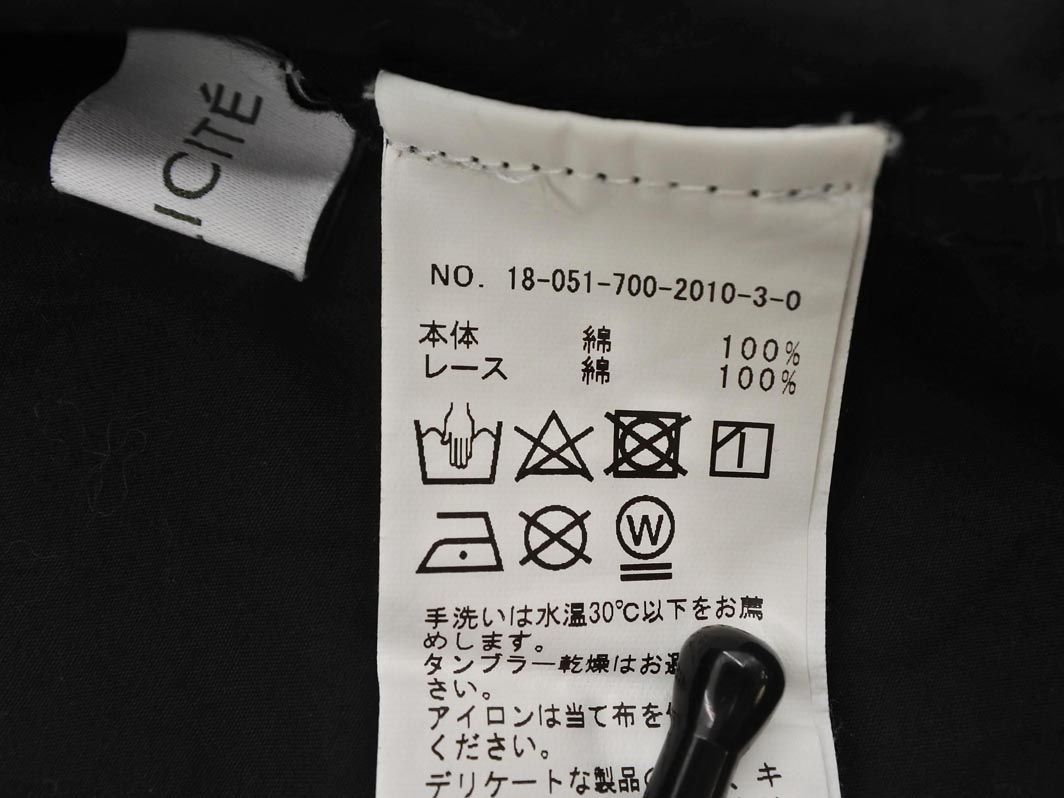 ICITÉ
NO. 18-051-700-2010-3-0
本体 綿 100%
レース 綿 100%
W
手洗いは水温30℃以下をお薦
めします。
タンブラー乾燥はお避
さい。
アイロンは当て布を
ください。
デリケートな製品 、キ